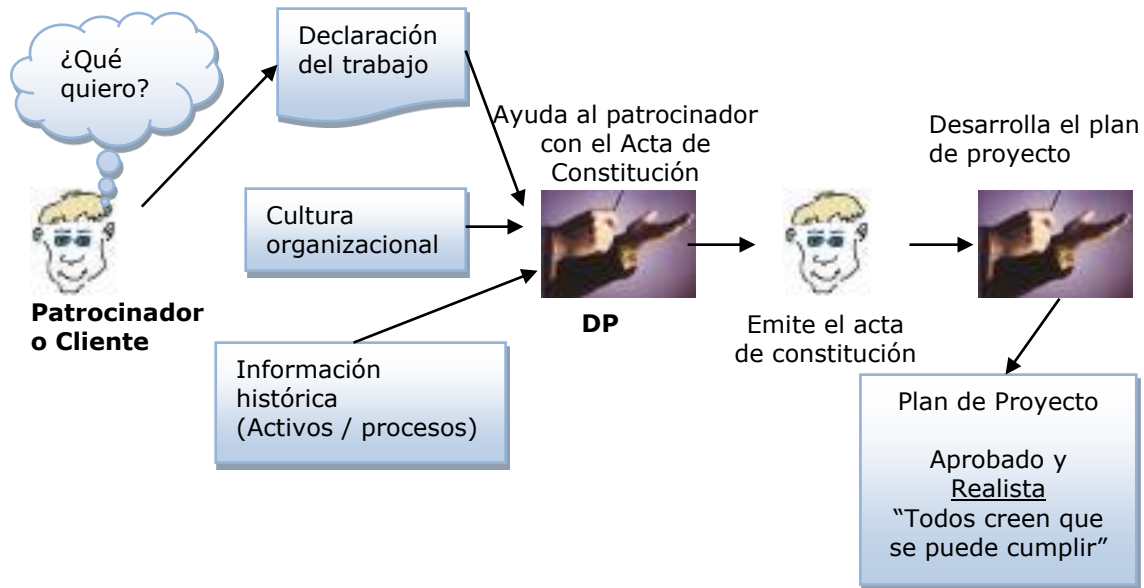 ¿Qué
quiero?
Declaración
del trabajo
Ayuda al patrocinador
con el Acta de
Constitución
Desarrolla el plan
de proyecto
Cultura
organizacional
Patrocinador
o Cliente
DP
Emite el acta
de constitución
Información
histórica
(Activos / procesos)
Plan de Proyecto
Aprobado y
Realista
“Todos creen que
se puede cumplir”